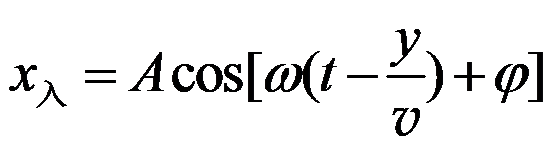 x入 = A cos[ω(t − y/v) + φ]